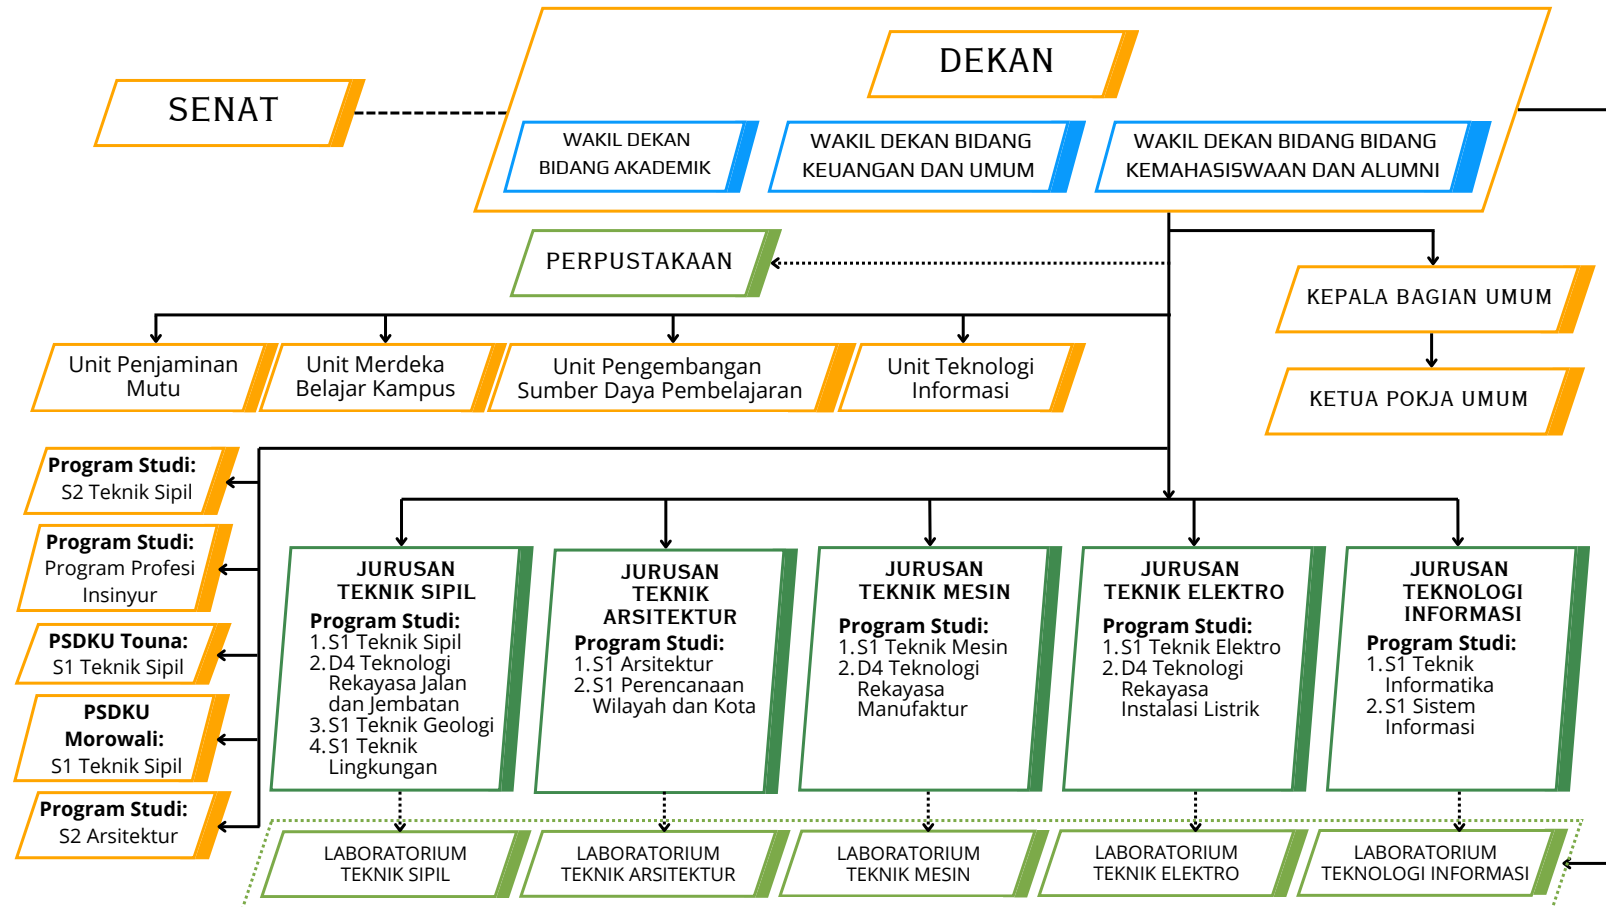 DEKAN
SENAT
WAKIL DEKAN
BIDANG AKADEMIK
WAKIL DEKAN BIDANG
KEUANGAN DAN UMUM
WAKIL DEKAN BIDANG BIDANG
KEMAHASISWAAN DAN ALUMNI
PERPUSTAKAAN
KEPALA BAGIAN UMUM
KETUA POKJA UMUM
Unit Penjaminan
Mutu
Unit Merdeka
Belajar Kampus
Unit Pengembangan
Sumber Daya Pembelajaran
Unit Teknologi
Informasi
Program Studi:
S2 Teknik Sipil
Program Studi:
Program Profesi
Insinyur
PSDKU Touna:
S1 Teknik Sipil
PSDKU
Morowali:
S1 Teknik Sipil
Program Studi:
S2 Arsitektur
JURUSAN
TEKNIK SIPIL
Program Studi:
1. S1 Teknik Sipil
2. D4 Teknologi
Rekayasa Jalan
dan Jembatan
3. S1 Teknik Geologi
4. S1 Teknik
Lingkungan
JURUSAN
TEKNIK
ARSITEKTUR
Program Studi:
1. S1 Arsitektur
2. S1 Perencanaan
Wilayah dan Kota
JURUSAN
TEKNIK MESIN
Program Studi:
1. S1 Teknik Mesin
2. D4 Teknologi
Rekayasa
Manufaktur
JURUSAN
TEKNIK ELEKTRO
Program Studi:
1. S1 Teknik Elektro
2. D4 Teknologi
Rekayasa
Instalasi Listrik
JURUSAN
TEKNOLOGI
INFORMASI
Program Studi:
1. S1 Teknik
Informatika
2. S1 Sistem
Informasi
LABORATORIUM
TEKNIK SIPIL
LABORATORIUM
TEKNIK ARSITEKTUR
LABORATORIUM
TEKNIK MESIN
LABORATORIUM
TEKNIK ELEKTRO
LABORATORIUM
TEKNOLOGI INFORMASI